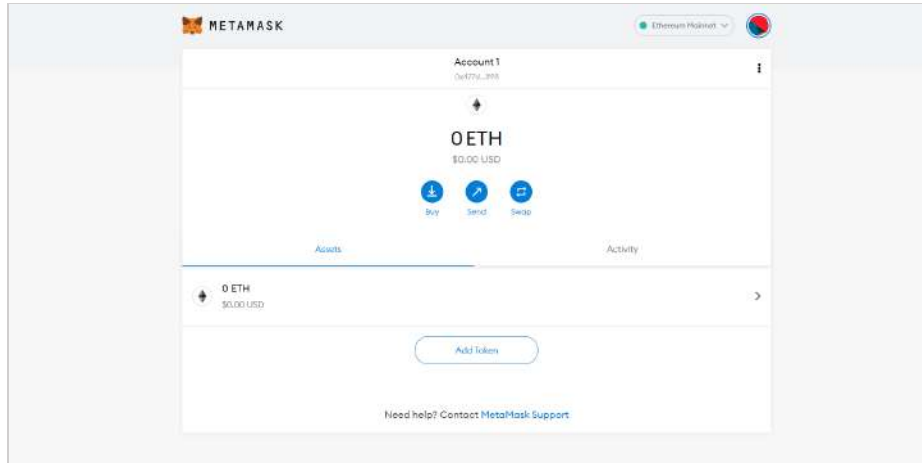 METAMASK
Ethereum Mainnet
Account 1
0 ETH
$0.00 USD
Buy Send Swap
Assets Activity
0 ETH
$0.00 USD
Add Token
Need help? Contact MetaMask Support